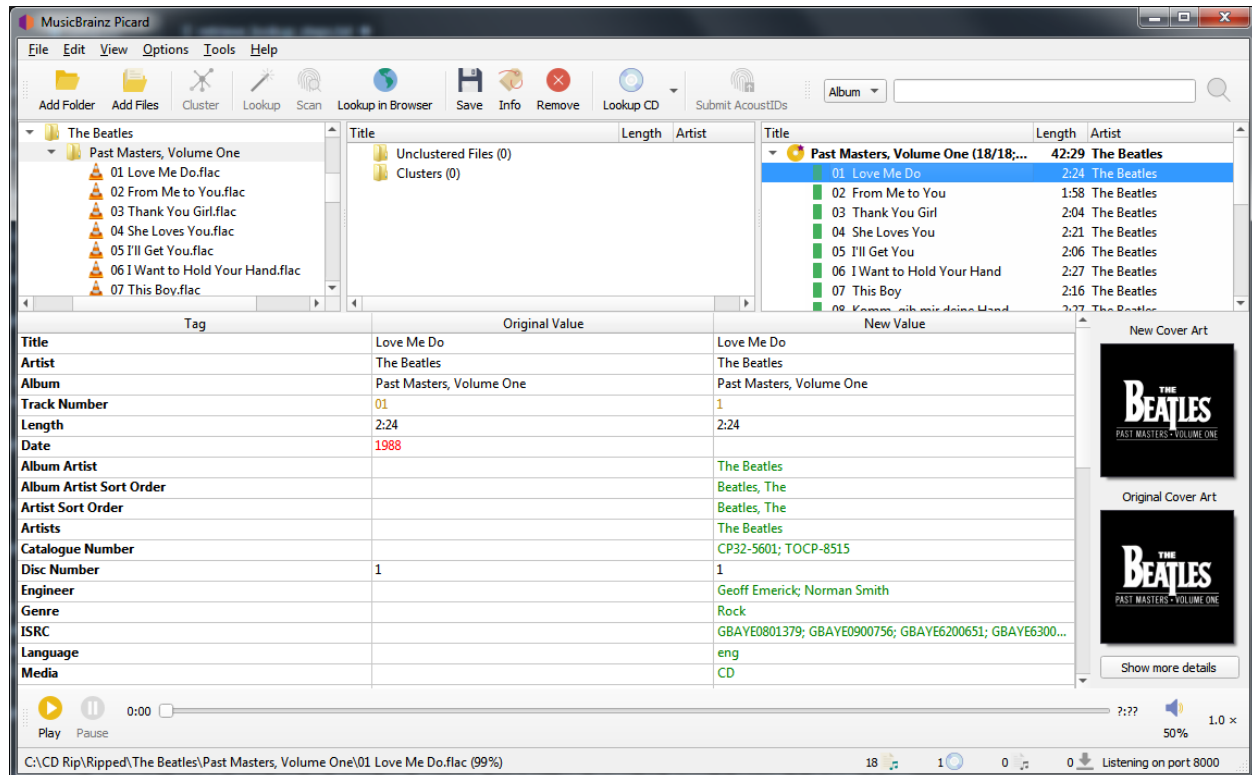 MusicBrainz Picard
File Edit View Options Tools Help
Add Folder Add Files Cluster Lookup Scan Lookup in Browser Save Info Remove Lookup CD Submit AcoustIDs Album
The Beatles
Past Masters, Volume One
01 Love Me Do.flac
02 From Me to You.flac
03 Thank You Girl.flac
04 She Loves You.flac
05 I'll Get You.flac
06 I Want to Hold Your Hand.flac
07 This Boy.flac
Title Length Artist
Unclustered Files (0)
Clusters (0)
Title Length Artist
Past Masters, Volume One (18/18;... 42:29 The Beatles
01 Love Me Do 2:24 The Beatles
02 From Me to You 1:58 The Beatles
03 Thank You Girl 2:04 The Beatles
04 She Loves You 2:21 The Beatles
05 I'll Get You 2:06 The Beatles
06 I Want to Hold Your Hand 2:27 The Beatles
07 This Boy 2:16 The Beatles
08 Komm, gib mir deine Hand 2:27 The Beatles
Tag Original Value New Value
Title Love Me Do Love Me Do
Artist The Beatles The Beatles
Album Past Masters, Volume One Past Masters, Volume One
Track Number 01 1
Length 2:24 2:24
Date 1988
Album Artist The Beatles
Album Artist Sort Order Beatles, The
Artist Sort Order Beatles, The
Artists The Beatles
Catalogue Number CP32-5601; TOCP-8515
Disc Number 1 1
Engineer Geoff Emerick; Norman Smith
Genre Rock
ISRC GBAYE0801379; GBAYE0900756; GBAYE6200651; GBAYE6300...
Language eng
Media CD
New Cover Art
THE
BEATLES
PAST MASTERS • VOLUME ONE
Original Cover Art
THE
BEATLES
PAST MASTERS • VOLUME ONE
Show more details
Play Pause 0:00 ?:?? 50% 1.0 ×
C:\CD Rip\Ripped\The Beatles\Past Masters, Volume One\01 Love Me Do.flac (99%) 18 1 0 0 Listening on port 8000